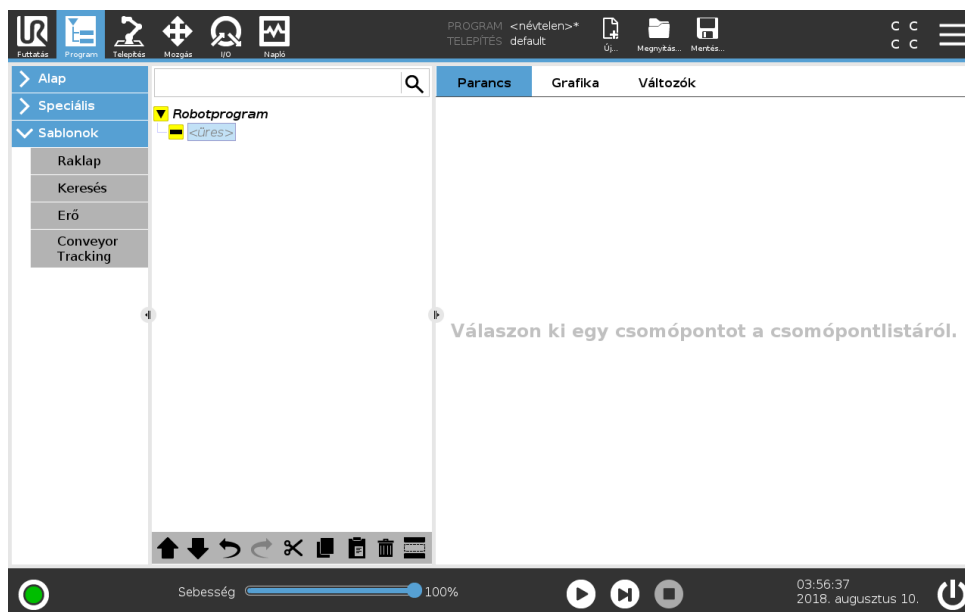 PROGRAM <névtelen>*
TELEPÍTÉS default
Futtatás
Program
Telepítés
Mozgás
I/O
Napló
Új...
Megnyitás...
Mentés...
C C
C C
Alap
Speciális
Sablonok
Raklap
Keresés
Erő
Conveyor
Tracking
Robotprogram
<üres>
Parancs
Grafika
Változók
Válaszon ki egy csomópontot a csomópontlistáról.
Sebesség
100%
03:56:37
2018. augusztus 10.